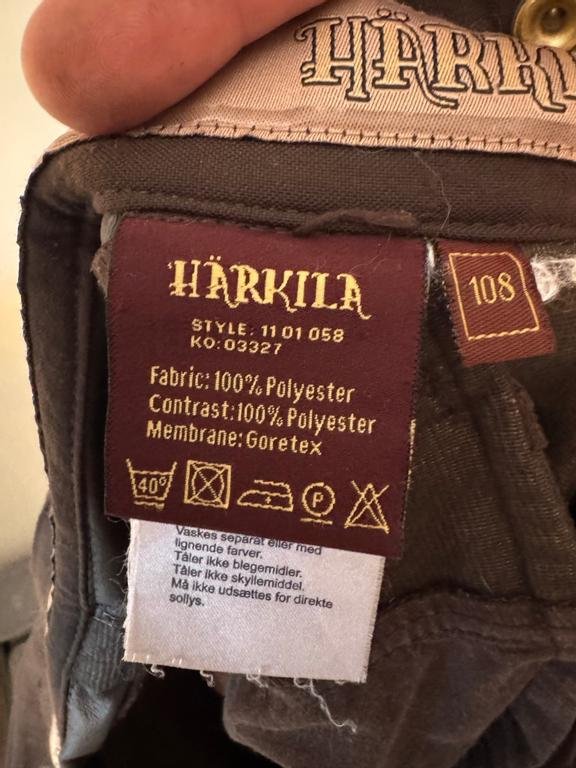 HÄRKI
HÄRKILA
STYLE: 11 01 058
KO: 03327
Fabric: 100% Polyester
Contrast: 100% Polyester
Membrane: Goretex
40°
P
108
Vaskes separat eller med
lignende farver.
Tåler ikke blegemidler.
Tåler ikke skyllemiddel.
Må ikke udsættes for direkte
sollys.